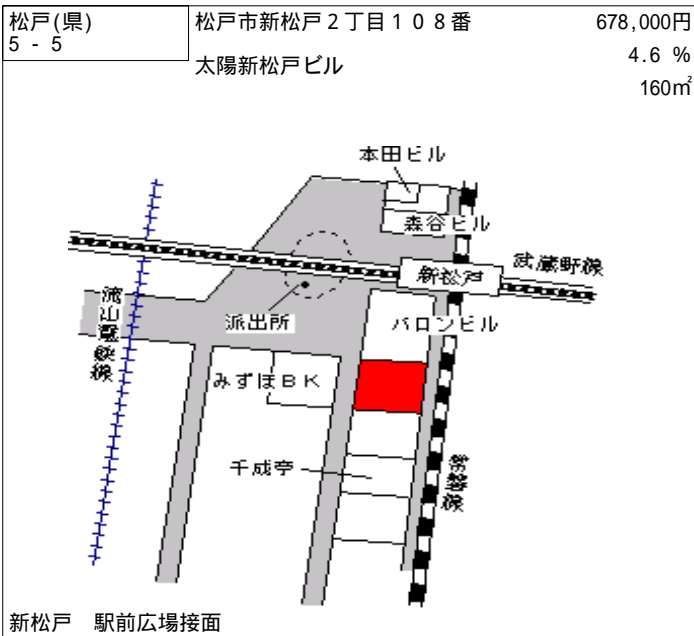 松戸(県)
5 - 5
松戸市新松戸２丁目１０８番
678,000円
太陽新松戸ビル
4.6 %
160㎡
本田ビル
森谷ビル
武蔵野線
新松戸
流山電鉄線
派出所
バロンビル
みずほＢＫ
千成亭
常磐線
新松戸　駅前広場接面